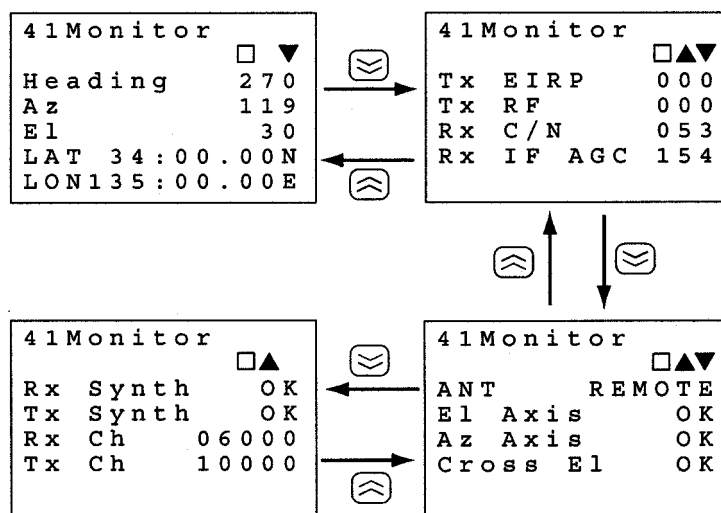 41Monitor
□ ▼
Heading 270
Az 119
El 30
LAT 34:00.00N
LON135:00.00E
41Monitor
□▲▼
Tx EIRP 000
Tx RF 000
Rx C/N 053
Rx IF AGC 154
41Monitor
□▲
Rx Synth OK
Tx Synth OK
Rx Ch 06000
Tx Ch 10000
41Monitor
□▲▼
ANT REMOTE
El Axis OK
Az Axis OK
Cross El OK